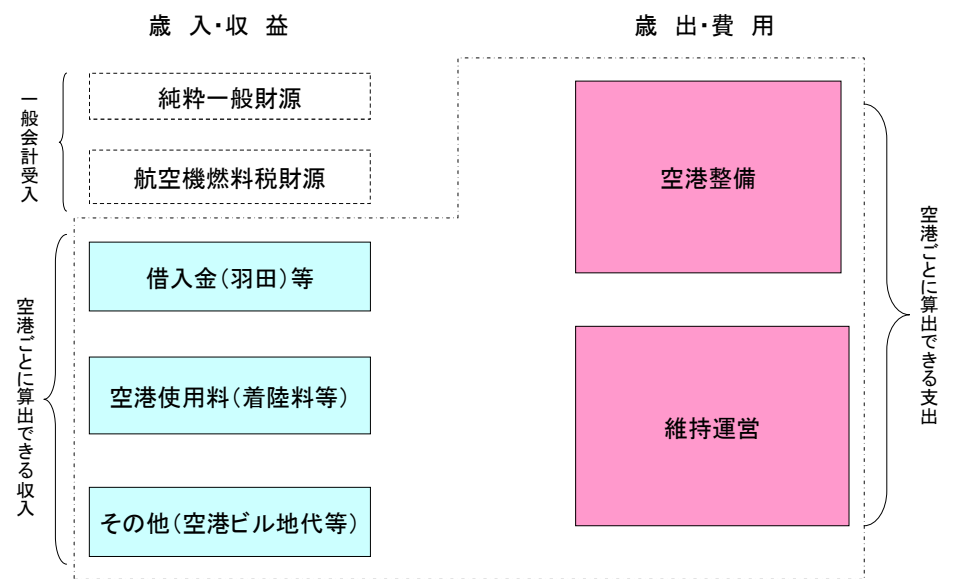 歳 入・収 益
歳 出・費 用
一般会計受入
純粋一般財源
航空機燃料税財源
空港ごとに算出できる収入
借入金(羽田)等
空港使用料(着陸料等)
その他(空港ビル地代等)
空港整備
維持運営
空港ごとに算出できる支出